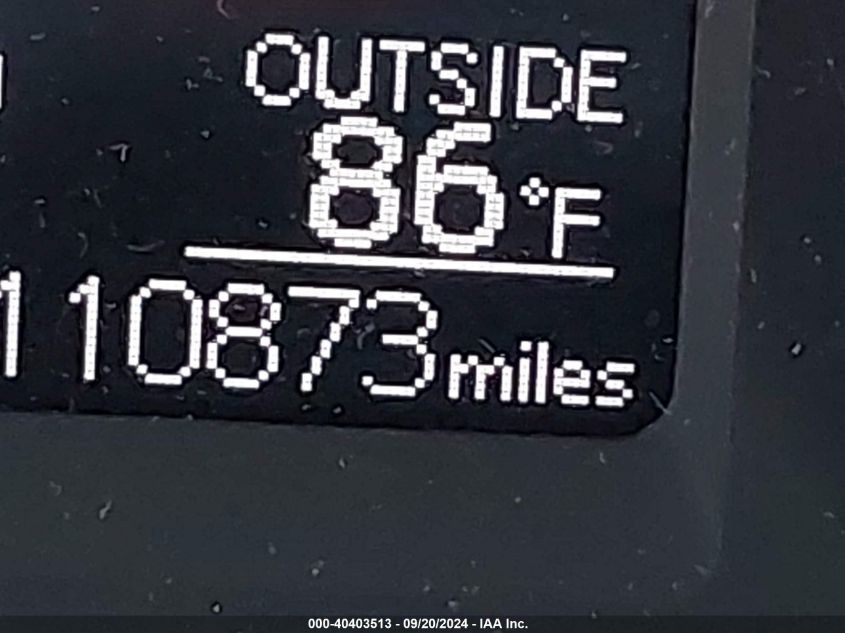 OUTSIDE
86°F
110873 miles
000-40403513 - 09/20/2024 - IAA Inc.